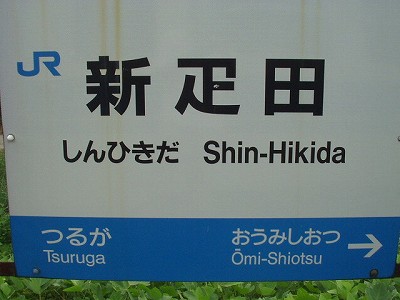 JR
新疋田
しんひきだ Shin-Hikida
つるが おうみしおつ →
Tsuruga Ōmi-Shiotsu